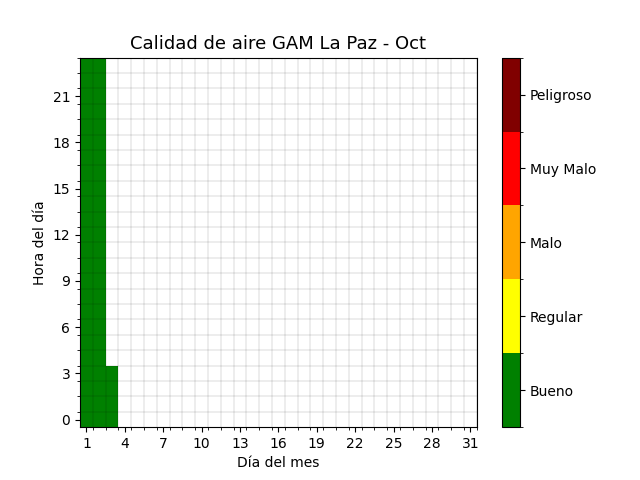 Calidad de aire GAM La Paz - Oct
Hora del día
21
18
15
12
9
6
3
0
1 4 7 10 13 16 19 22 25 28 31
Día del mes
Peligroso
Muy Malo
Malo
Regular
Bueno